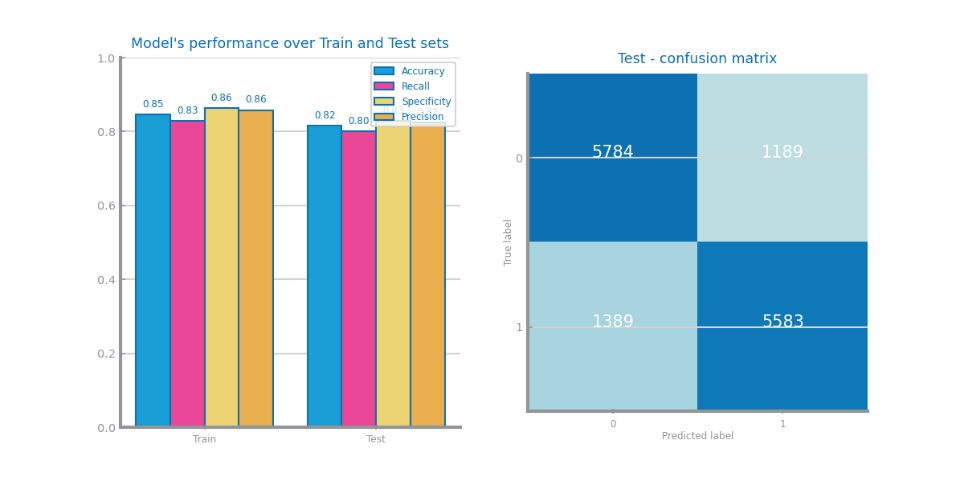 Model's performance over Train and Test sets
1.0
0.8
0.6
0.4
0.2
0.0
0.85
0.83
0.86
0.86
0.82
0.80
Accuracy
Recall
Specificity
Precision
Train
Test
Test - confusion matrix
True label
0
1
5784
1189
1389
5583
0
1
Predicted label